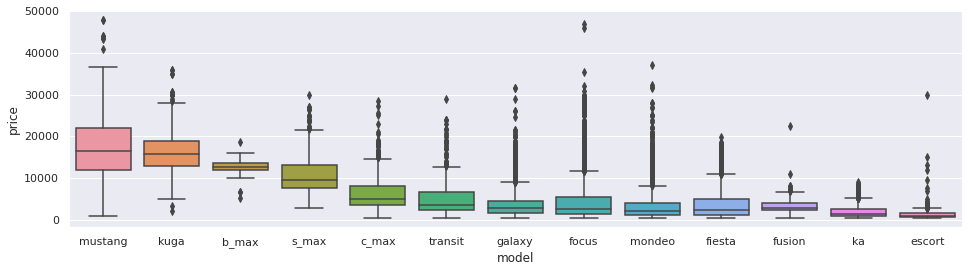 50000
40000
30000
20000
10000
0
price
mustang kuga b_max s_max c_max transit galaxy focus mondeo fiesta fusion ka escort
model